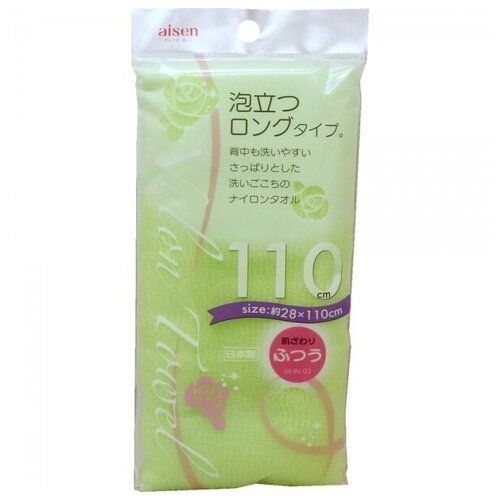 aisen
泡立つ
ロングタイプ。
背中も洗いやすい
さっぱりとした
洗いごこちの
ナイロンタオル
110cm
size:約28×110cm
日本製
肌ざわり
ふつう
Nylon Towel